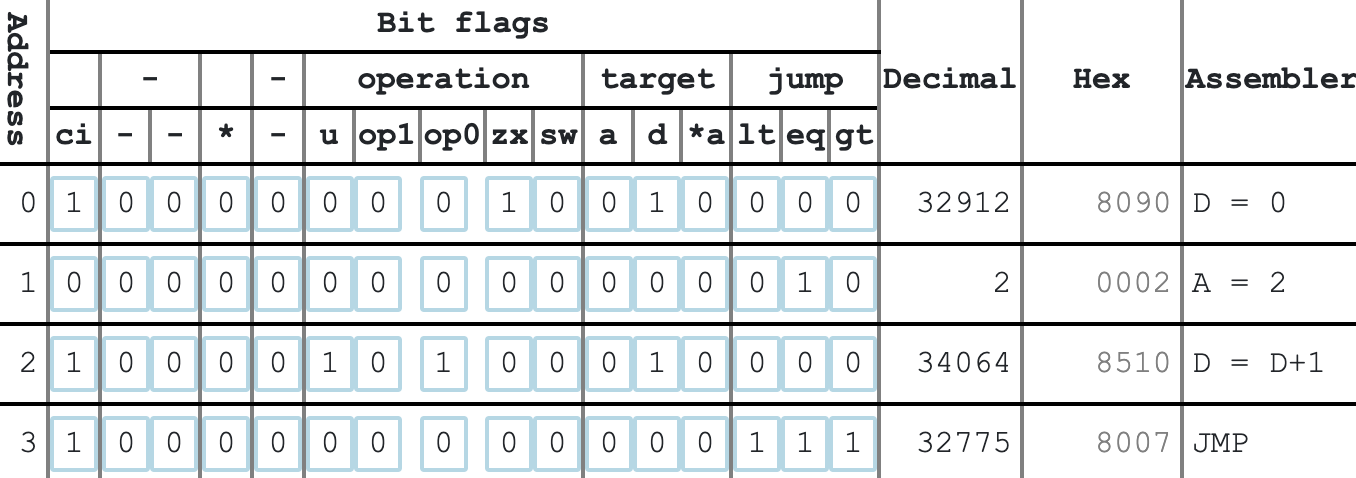 Address
Bit flags
- - operation target jump Decimal Hex Assembler
ci - - * - u op1 op0 zx sw a d *a lt eq gt
0 1 0 0 0 0 0 0 0 1 0 0 1 0 0 0 0 32912 8090 D = 0
1 0 0 0 0 0 0 0 0 0 0 0 0 0 0 1 0 2 0002 A = 2
2 1 0 0 0 0 1 0 1 0 0 0 1 0 0 0 0 34064 8510 D = D+1
3 1 0 0 0 0 0 0 0 0 0 0 0 0 1 1 1 32775 8007 JMP